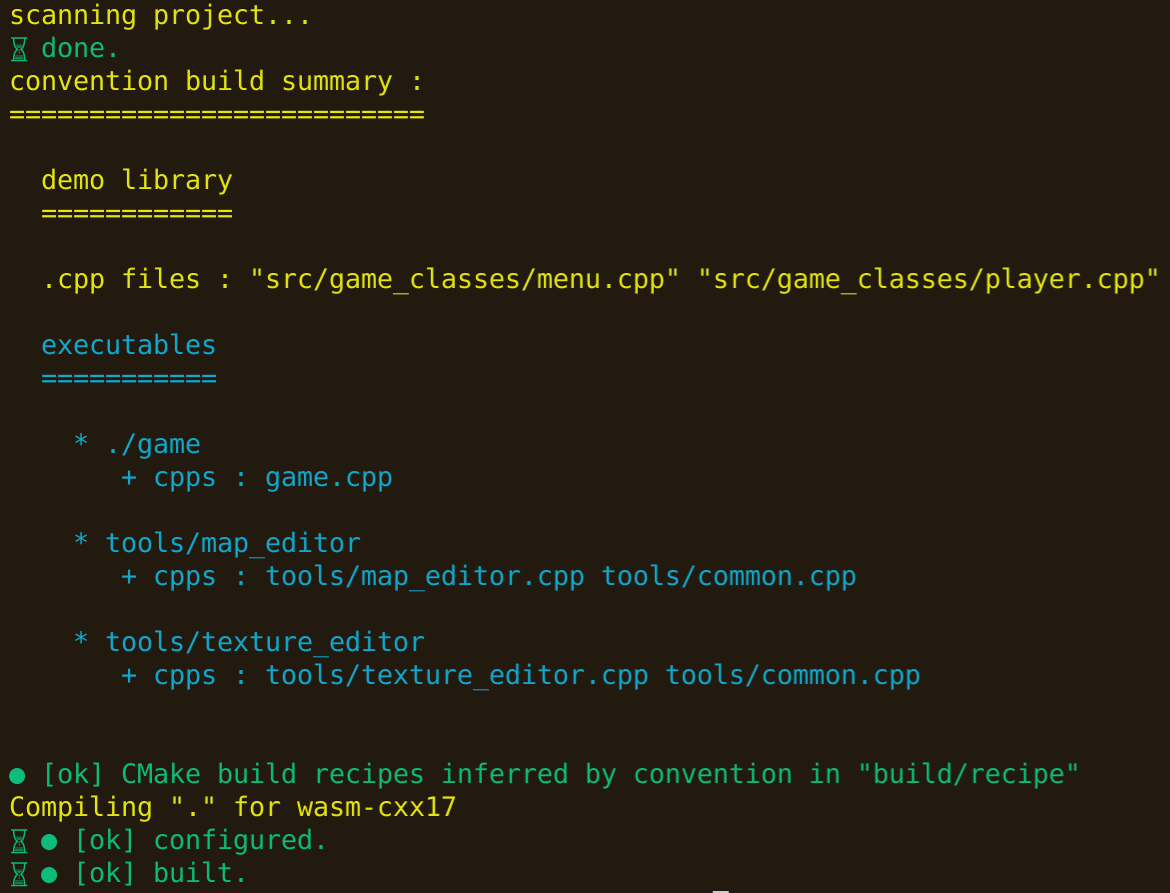 scanning project...
⌛ done.
convention build summary :
==========================
demo library
============
.cpp files : "src/game_classes/menu.cpp" "src/game_classes/player.cpp"
executables
===========
* ./game
+ cpps : game.cpp
* tools/map_editor
+ cpps : tools/map_editor.cpp tools/common.cpp
* tools/texture_editor
+ cpps : tools/texture_editor.cpp tools/common.cpp
● [ok] CMake build recipes inferred by convention in "build/recipe"
Compiling "." for wasm-cxx17
⌛ ● [ok] configured.
⌛ ● [ok] built.